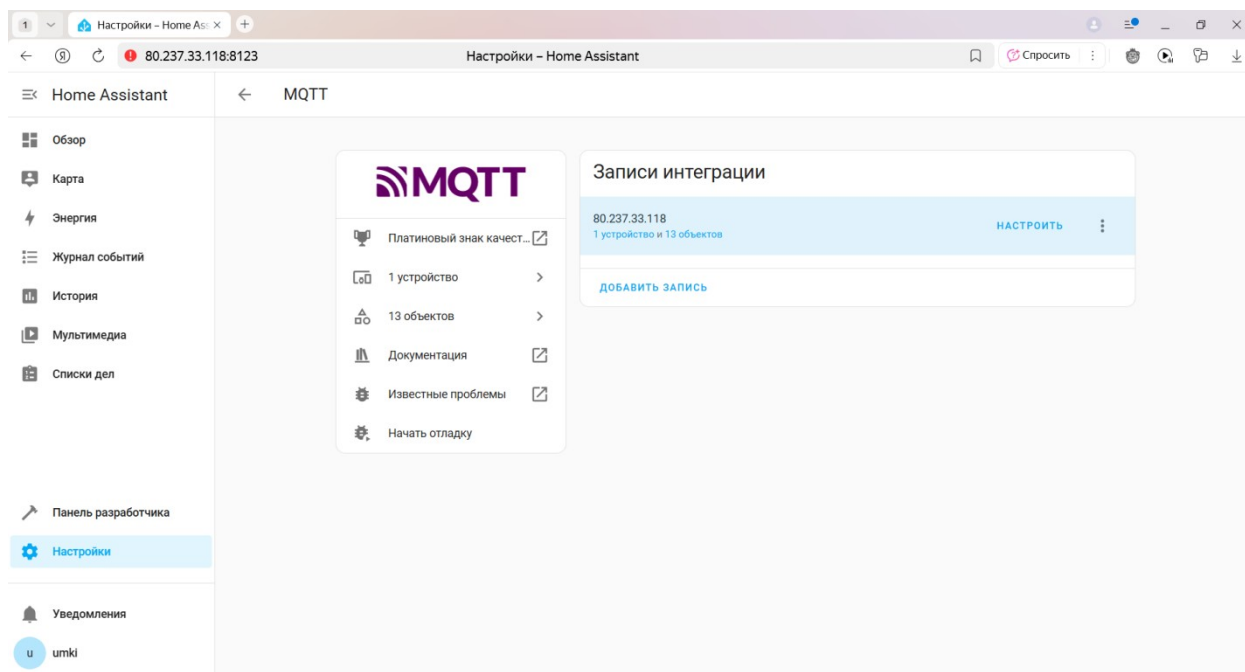 1
Настройки – Home Ass
80.237.33.118:8123
Настройки – Home Assistant
Спросить
Home Assistant
MQTT
Обзор
Карта
Энергия
Журнал событий
История
Мультимедиа
Списки дел
Панель разработчика
Настройки
Уведомления
u
umki
MQTT
Платиновый знак качест...
1 устройство
13 объектов
Документация
Известные проблемы
Начать отладку
Записи интеграции
80.237.33.118
1 устройство и 13 объектов
НАСТРОИТЬ
ДОБАВИТЬ ЗАПИСЬ